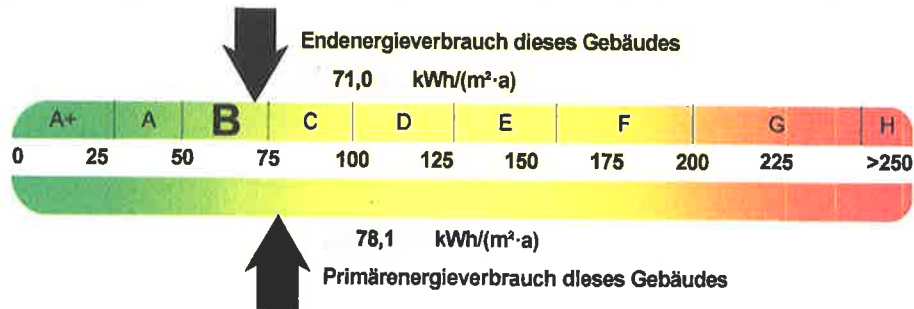 Endenergieverbrauch dieses Gebäudes
71,0 kWh/(m²·a)
A+ A B C D E F G H
0 25 50 75 100 125 150 175 200 225 >250
78,1 kWh/(m²·a)
Primärenergieverbrauch dieses Gebäudes